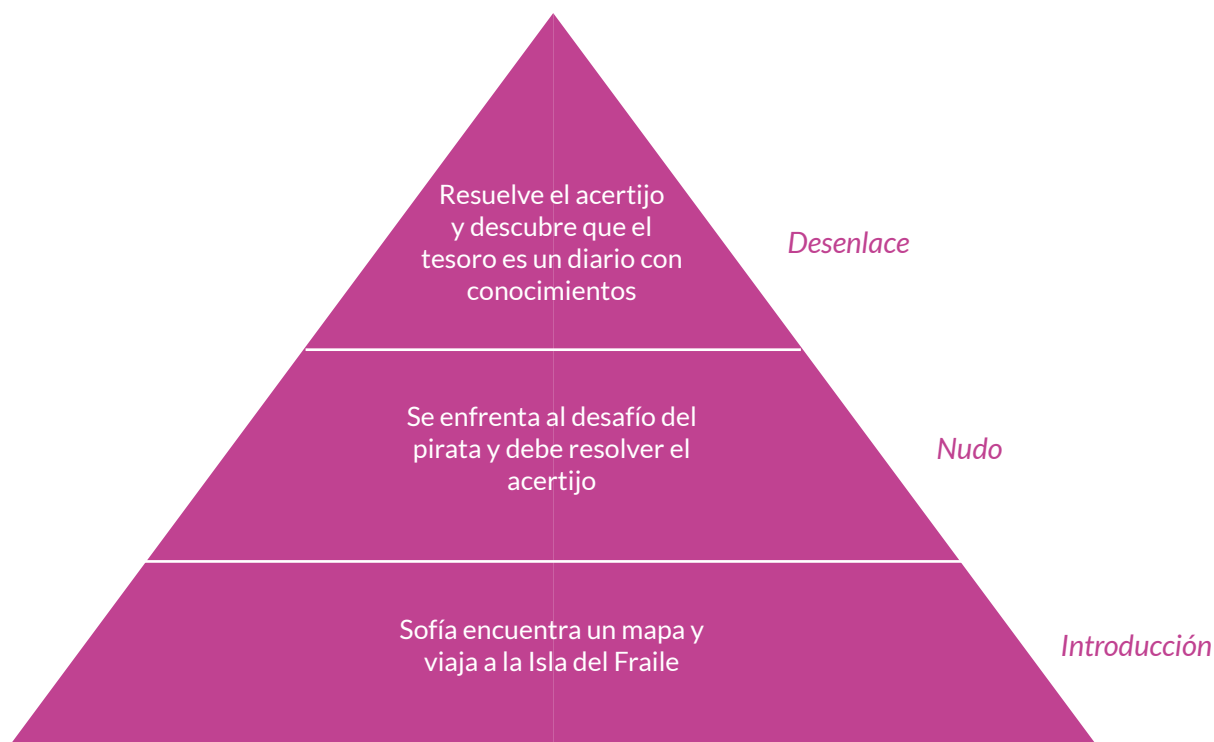 Resuelve el acertijo
y descubre que el
tesoro es un diario con
conocimientos
Desenlace
Se enfrenta al desafío del
pirata y debe resolver el
acertijo
Nudo
Sofía encuentra un mapa y
viaja a la Isla del Fraile
Introducción